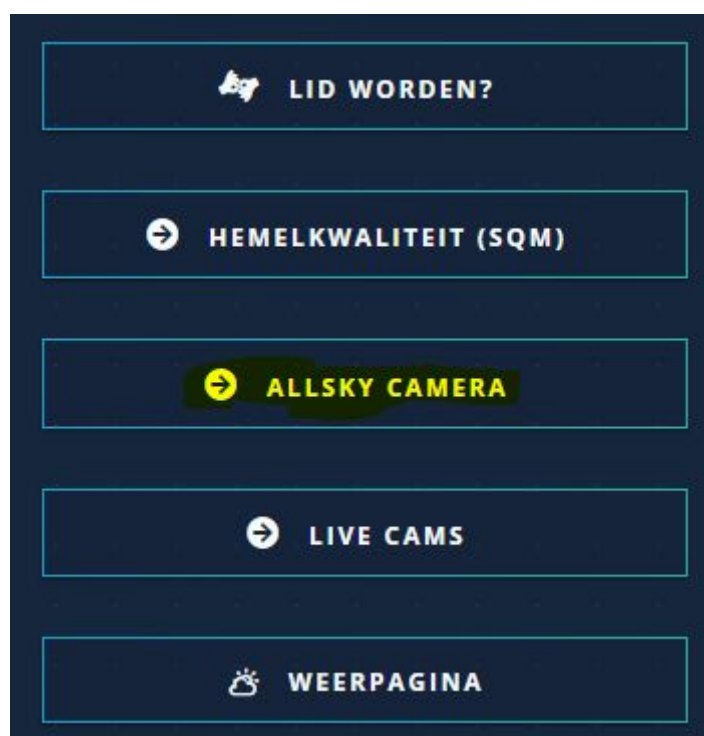 LID WORDEN?
HEMELKWALITEIT (SQM)
ALLSKY CAMERA
LIVE CAMS
WEERPAGINA